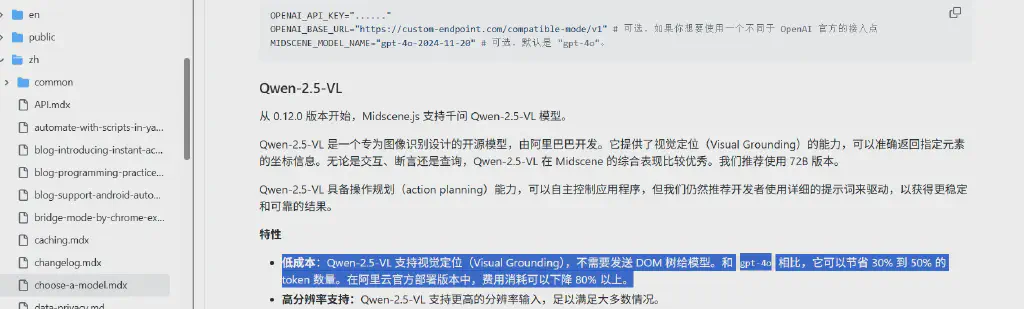 en
public
zh
common
API.mdx
automate-with-scripts-in-ya...
blog-introducing-instant-ac...
blog-programming-practice...
blog-support-android-auto...
bridge-mode-by-chrome-ex...
caching.mdx
changelog.mdx
choose-a-model.mdx
data-privacy.md
OPENAI_API_KEY="......"
OPENAI_BASE_URL="https://custom-endpoint.com/compatible-mode/v1" # 可选. 如果你想要使用一个不同于 OpenAI 官方的接入点
MIDSCENE_MODEL_NAME="gpt-4o-2024-11-20" # 可选. 默认是 "gpt-4o"。
Qwen-2.5-VL
从 0.12.0 版本开始，Midscene.js 支持千问 Qwen-2.5-VL 模型。
Qwen-2.5-VL 是一个专为图像识别设计的开源模型，由阿里巴巴开发。它提供了视觉定位（Visual Grounding）的能力，可以准确返回指定元素
的坐标信息。无论是交互、断言还是查询，Qwen-2.5-VL 在 Midscene 的综合表现比较优秀。我们推荐使用 72B 版本。
Qwen-2.5-VL 具备操作规划（action planning）能力，可以自主控制应用程序，但我们仍然推荐开发者使用详细的提示词来驱动，以获得更稳定
和可靠的结果。
特性
• 低成本：Qwen-2.5-VL 支持视觉定位（Visual Grounding），不需要发送 DOM 树给模型。和 gpt-4o 相比，它可以节省 30% 到 50% 的
token 数量。在阿里云官方部署版本中，费用消耗可以下降 80% 以上。
• 高分辨率支持：Qwen-2.5-VL 支持更高的分辨率输入，足以满足大多数情况。